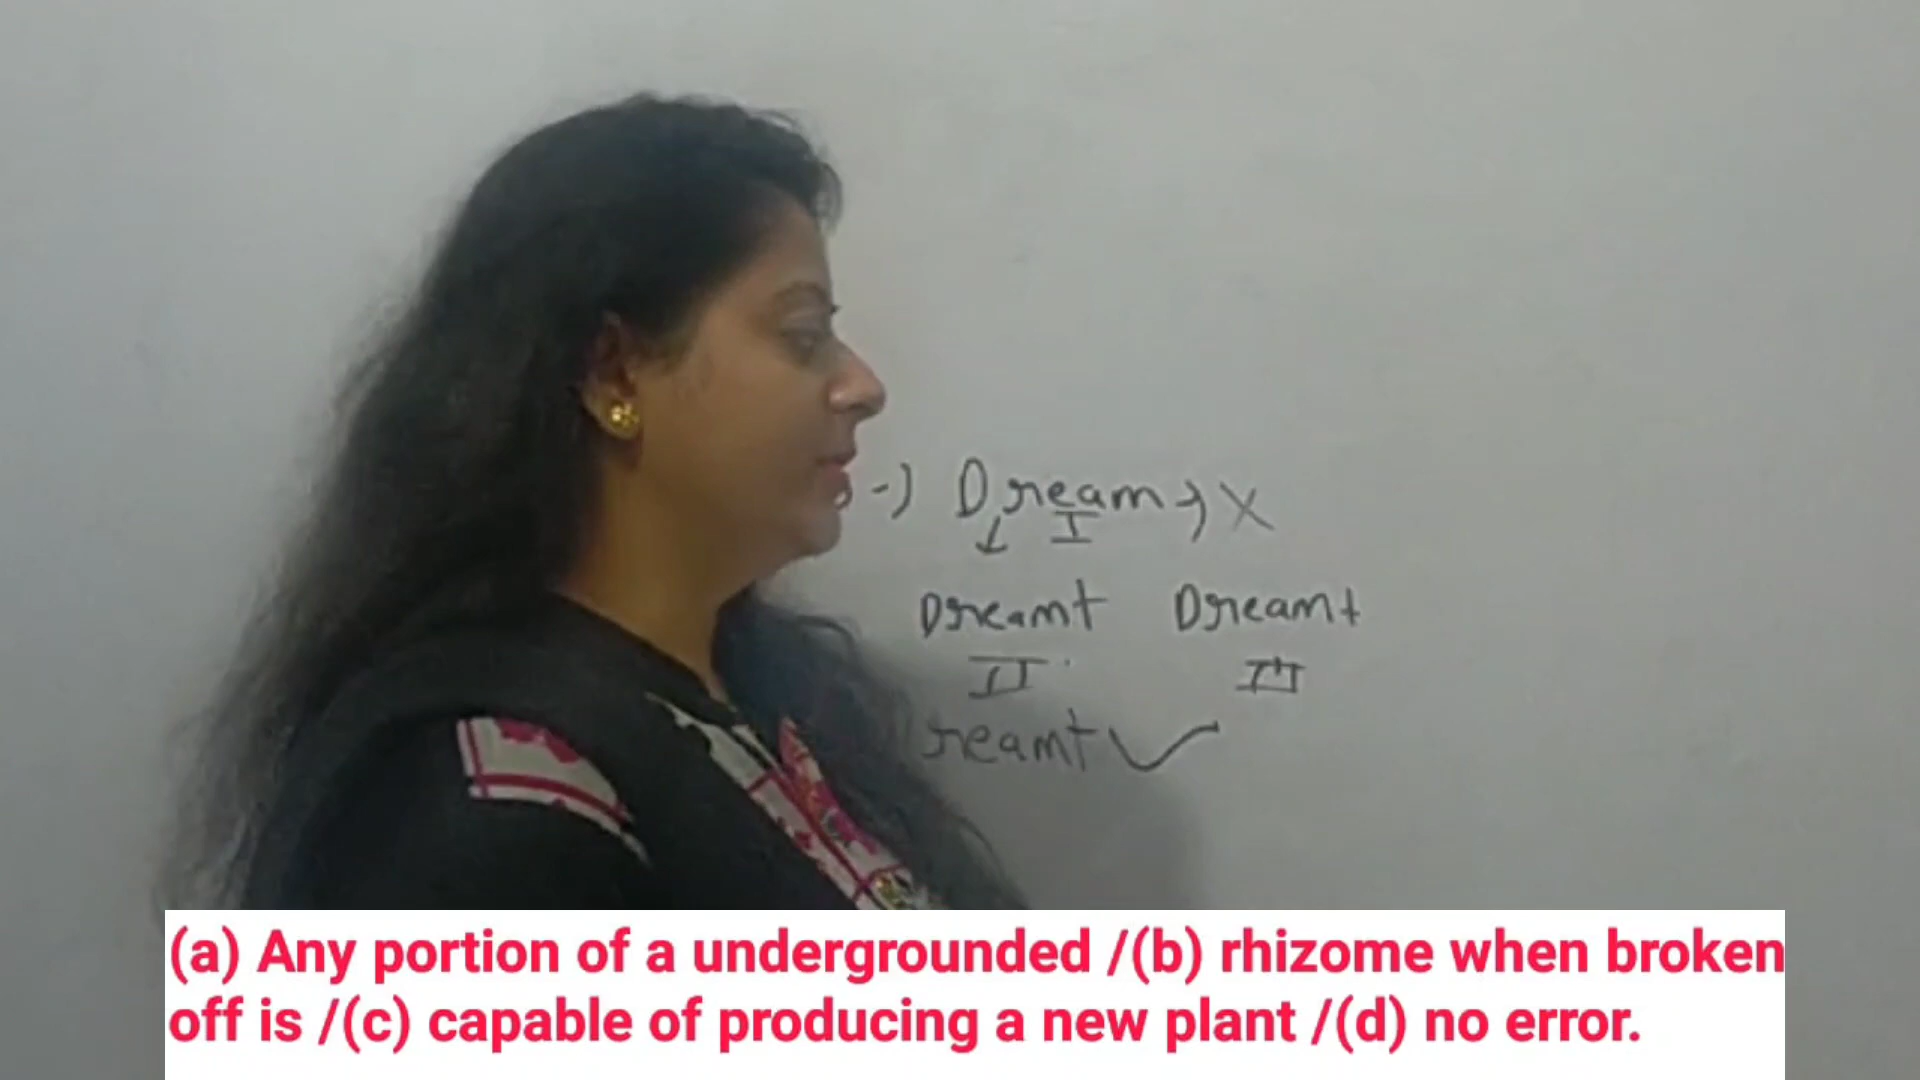 -) Dream → X
↓ I
Dreamt Dreamt
II III
reamt ✓
(a) Any portion of a undergrounded /(b) rhizome when broken
off is /(c) capable of producing a new plant /(d) no error.